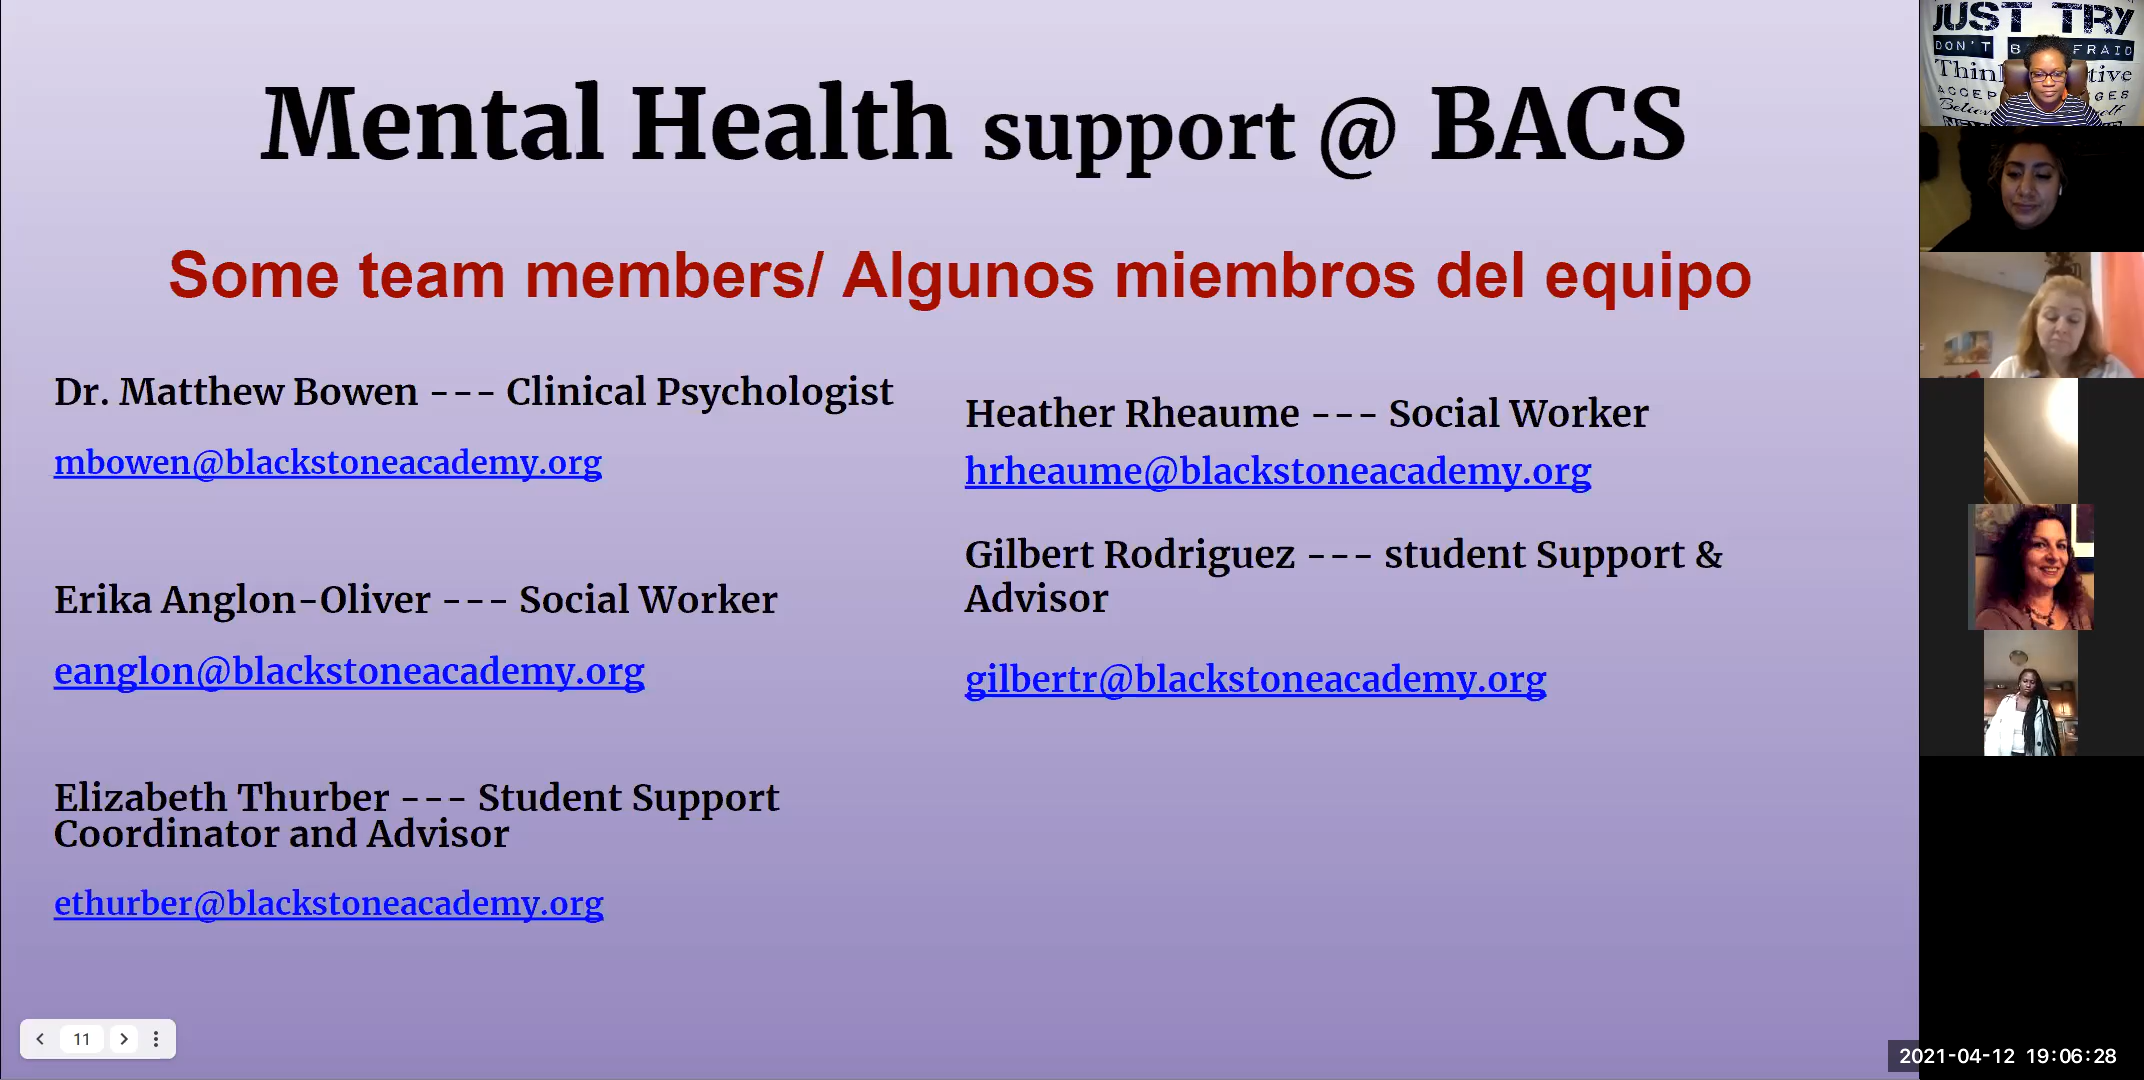 Mental Health support @ BACS
Some team members/ Algunos miembros del equipo
Dr. Matthew Bowen --- Clinical Psychologist
mbowen@blackstoneacademy.org
Erika Anglon-Oliver --- Social Worker
eanglon@blackstoneacademy.org
Elizabeth Thurber --- Student Support
Coordinator and Advisor
ethurber@blackstoneacademy.org
Heather Rheaume --- Social Worker
hrheaume@blackstoneacademy.org
Gilbert Rodriguez --- student Support &
Advisor
gilbertr@blackstoneacademy.org
11
JUST TRY
DON'T
2021-04-12 19:06:28